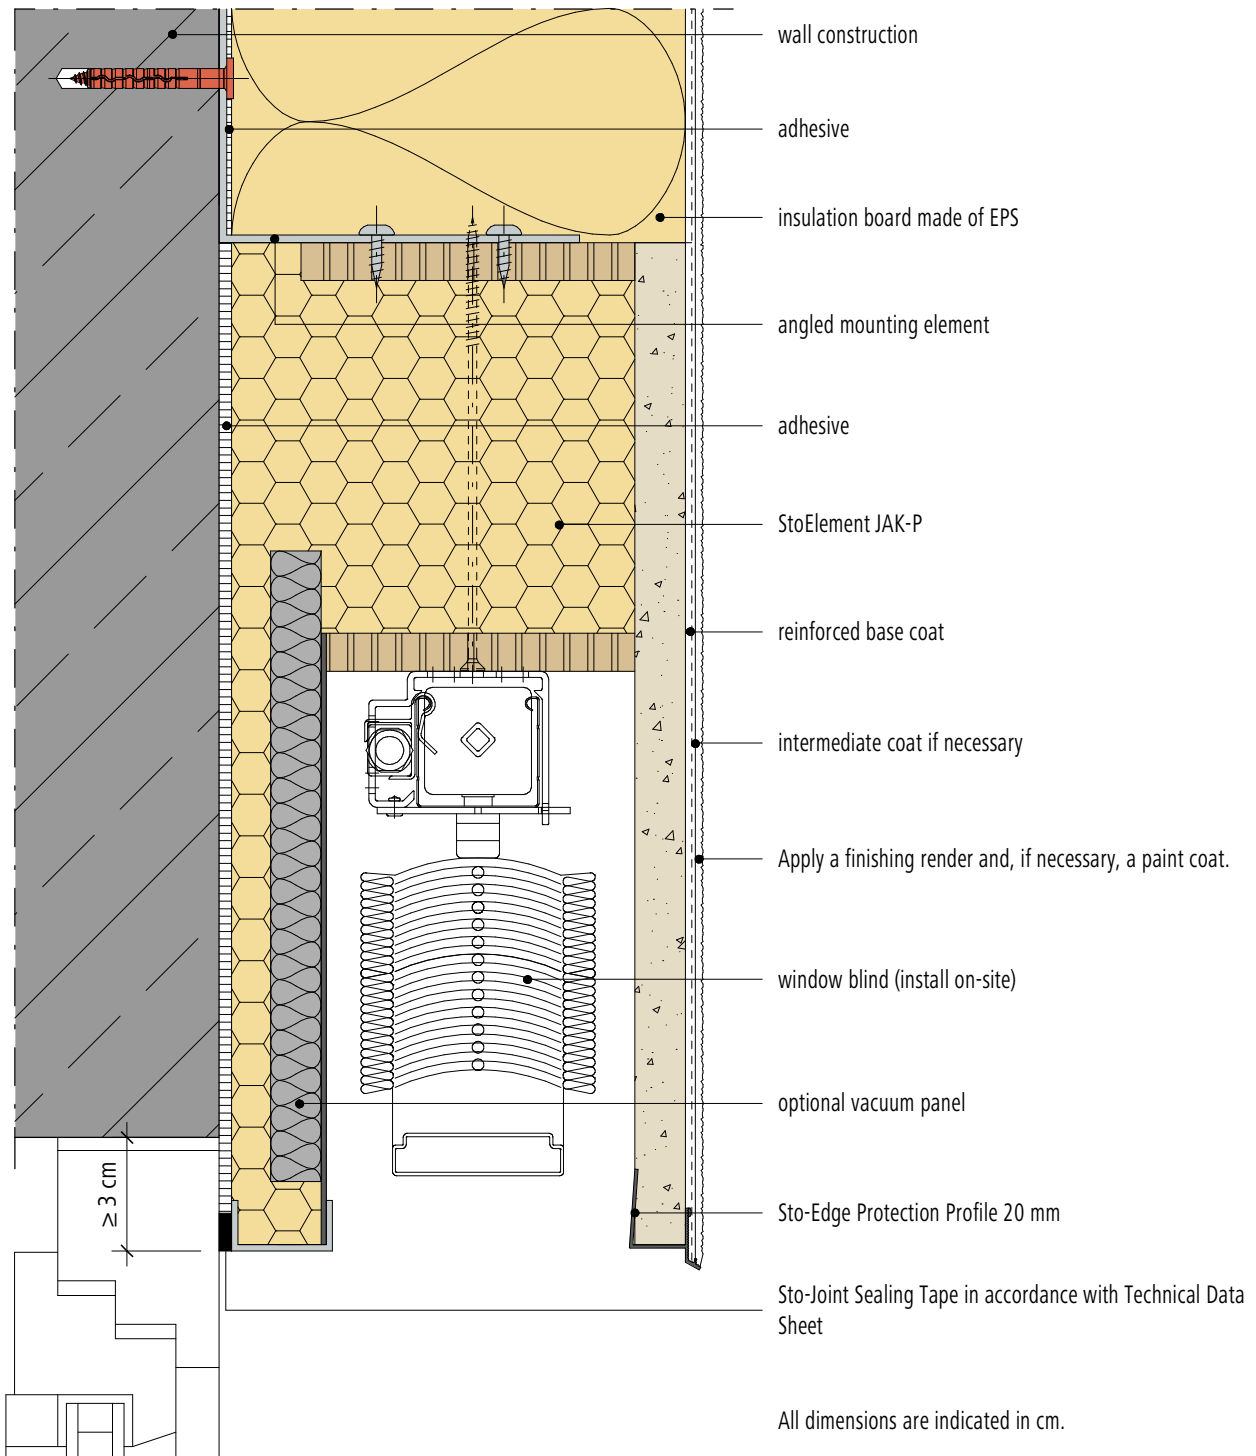 wall construction
adhesive
insulation board made of EPS
angled mounting element
adhesive
StoElement JAK-P
reinforced base coat
intermediate coat if necessary
Apply a finishing render and, if necessary, a paint coat.
window blind (install on-site)
optional vacuum panel
≥ 3 cm
Sto-Edge Protection Profile 20 mm
Sto-Joint Sealing Tape in accordance with Technical Data
Sheet
All dimensions are indicated in cm.